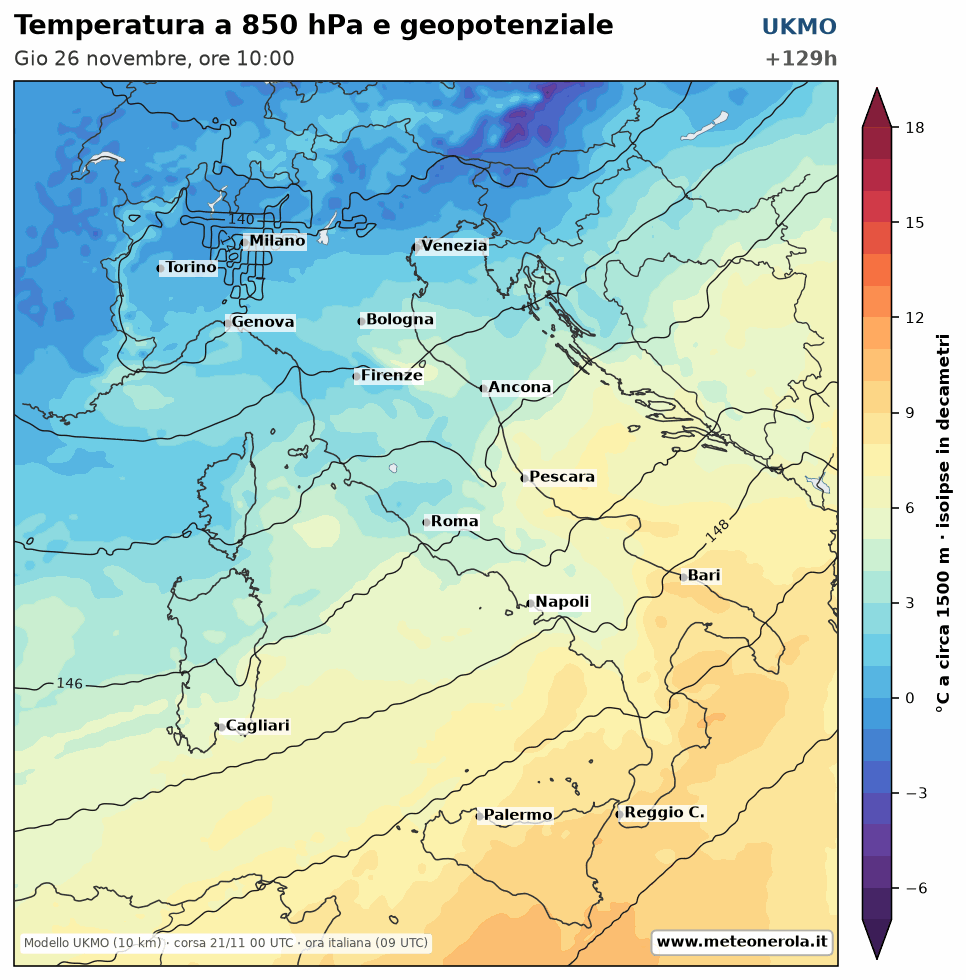 Temperatura a 850 hPa e geopotenziale
UKMO
Gio 26 novembre, ore 10:00
+129h
140
Milano
Venezia
Torino
Genova
Bologna
Firenze
Ancona
Pescara
Roma
148
Bari
Napoli
146
Cagliari
Palermo
Reggio C.
Modello UKMO (10 km) · corsa 21/11 00 UTC · ora italiana (09 UTC)
www.meteonerola.it
18
15
12
9
6
3
0
−3
−6
°C a circa 1500 m · isoipse in decametri